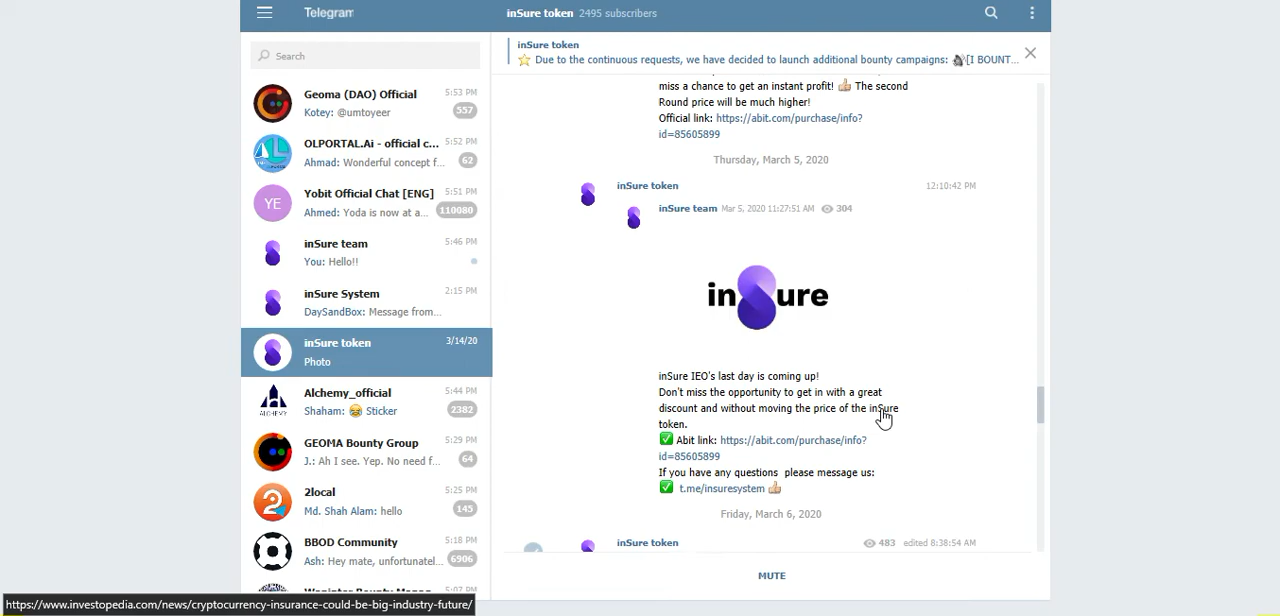 Telegram
inSure token 2495 subscribers
Search
inSure token
Due to the continuous requests, we have decided to launch additional bounty campaigns: 📢[I BOUNT...
Geoma (DAO) Official 5:53 PM
Kotey: @umtoyeer 557
OLPORTAL.Ai - official c... 5:52 PM
Ahmad: Wonderful concept f... 62
YE
Yobit Official Chat [ENG] 5:51 PM
Ahmed: Yoda is now at a... 110080
inSure team 5:46 PM
You: Hello!!
inSure System 2:15 PM
DaySandBox: Message from...
inSure token 3/14/20
Photo
ALCHEMY
Alchemy_official 5:44 PM
Shaham: 😂 Sticker 2382
GEOMA Bounty Group 5:29 PM
J.: Ah I see. Yep. No need f... 64
2local 5:25 PM
Md. Shah Alam: hello 145
BBOD Community 5:18 PM
Ash: Hey mate, unfortunatel... 6906
5:07 PM
miss a chance to get an instant profit! 👍 The second
Round price will be much higher!
Official link: https://abit.com/purchase/info?
id=85605899
Thursday, March 5, 2020
inSure token 12:10:42 PM
inSure team Mar 5, 2020 11:27:51 AM 304
inSure
inSure IEO's last day is coming up!
Don't miss the opportunity to get in with a great
discount and without moving the price of the inSure
token.
✅ Abit link: https://abit.com/purchase/info?
id=85605899
If you have any questions please message us:
✅ t.me/insuresystem 👍
Friday, March 6, 2020
inSure token 483 edited 8:38:54 AM
MUTE
https://www.investopedia.com/news/cryptocurrency-insurance-could-be-big-industry-future/